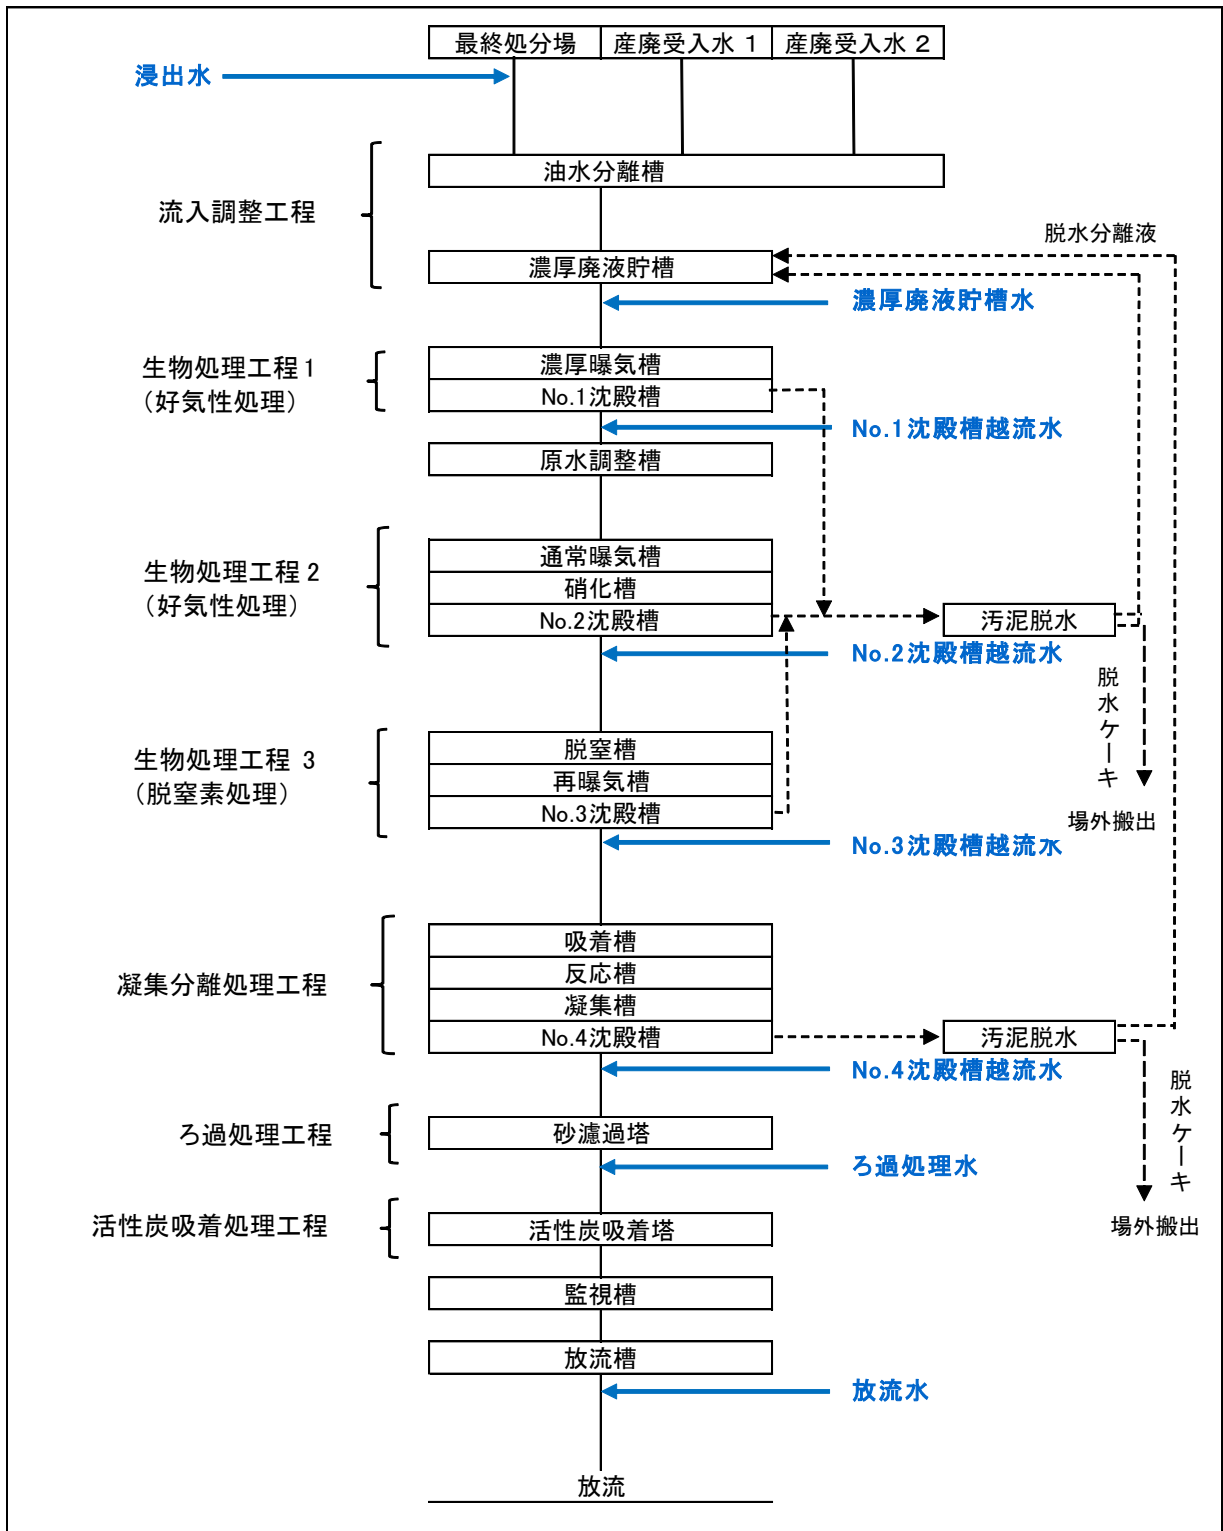 最終処分場
産廃受入水 1
産廃受入水 2
浸出水
油水分離槽
流入調整工程
脱水分離液
濃厚廃液貯槽
濃厚廃液貯槽水
生物処理工程1
(好気性処理)
濃厚曝気槽
No.1沈殿槽
No.1沈殿槽越流水
原水調整槽
生物処理工程 2
(好気性処理)
通常曝気槽
硝化槽
No.2沈殿槽
汚泥脱水
No.2沈殿槽越流水
脱水ケーキ
場外搬出
生物処理工程 3
(脱窒素処理)
脱窒槽
再曝気槽
No.3沈殿槽
No.3沈殿槽越流水
凝集分離処理工程
吸着槽
反応槽
凝集槽
No.4沈殿槽
汚泥脱水
No.4沈殿槽越流水
脱水ケーキ
場外搬出
ろ過処理工程
砂濾過塔
ろ過処理水
活性炭吸着処理工程
活性炭吸着塔
監視槽
放流槽
放流水
放流